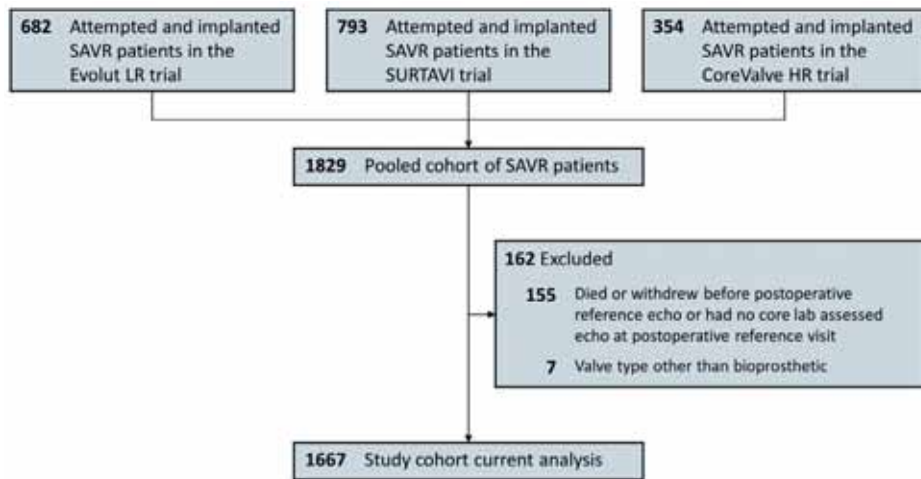 682 Attempted and implanted
SAVR patients in the
Evolut LR trial
793 Attempted and implanted
SAVR patients in the
SURTAVI trial
354 Attempted and implanted
SAVR patients in the
CoreValve HR trial
1829 Pooled cohort of SAVR patients
162 Excluded
155 Died or withdrew before postoperative
reference echo or had no core lab assessed
echo at postoperative reference visit
7 Valve type other than bioprosthetic
1667 Study cohort current analysis